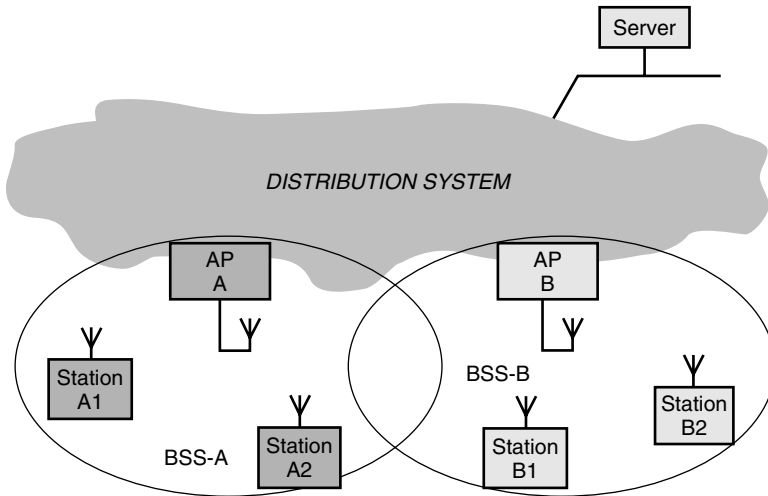 Server
DISTRIBUTION SYSTEM
AP
A
AP
B
Station
A1
BSS-A
Station
A2
BSS-B
Station
B1
Station
B2